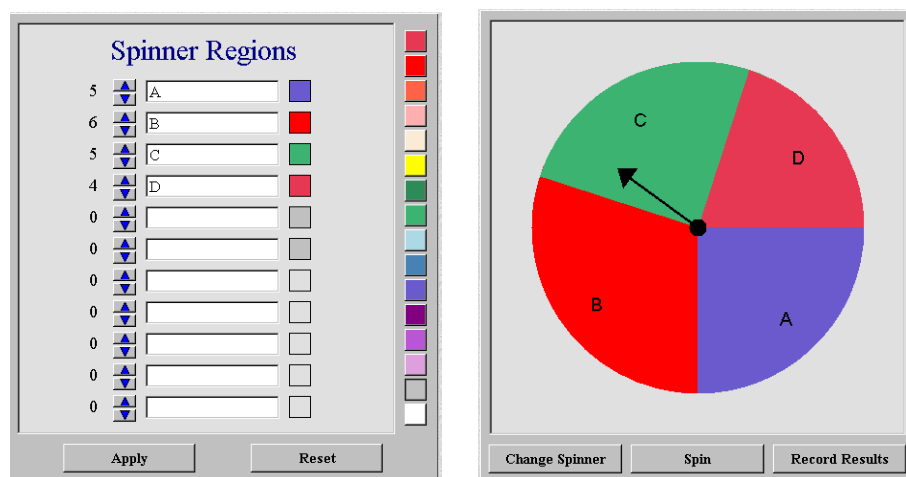 Spinner Regions
5 A
6 B
5 C
4 D
0
0
0
0
0
0
0
Apply Reset
C
D
B
A
Change Spinner Spin Record Results